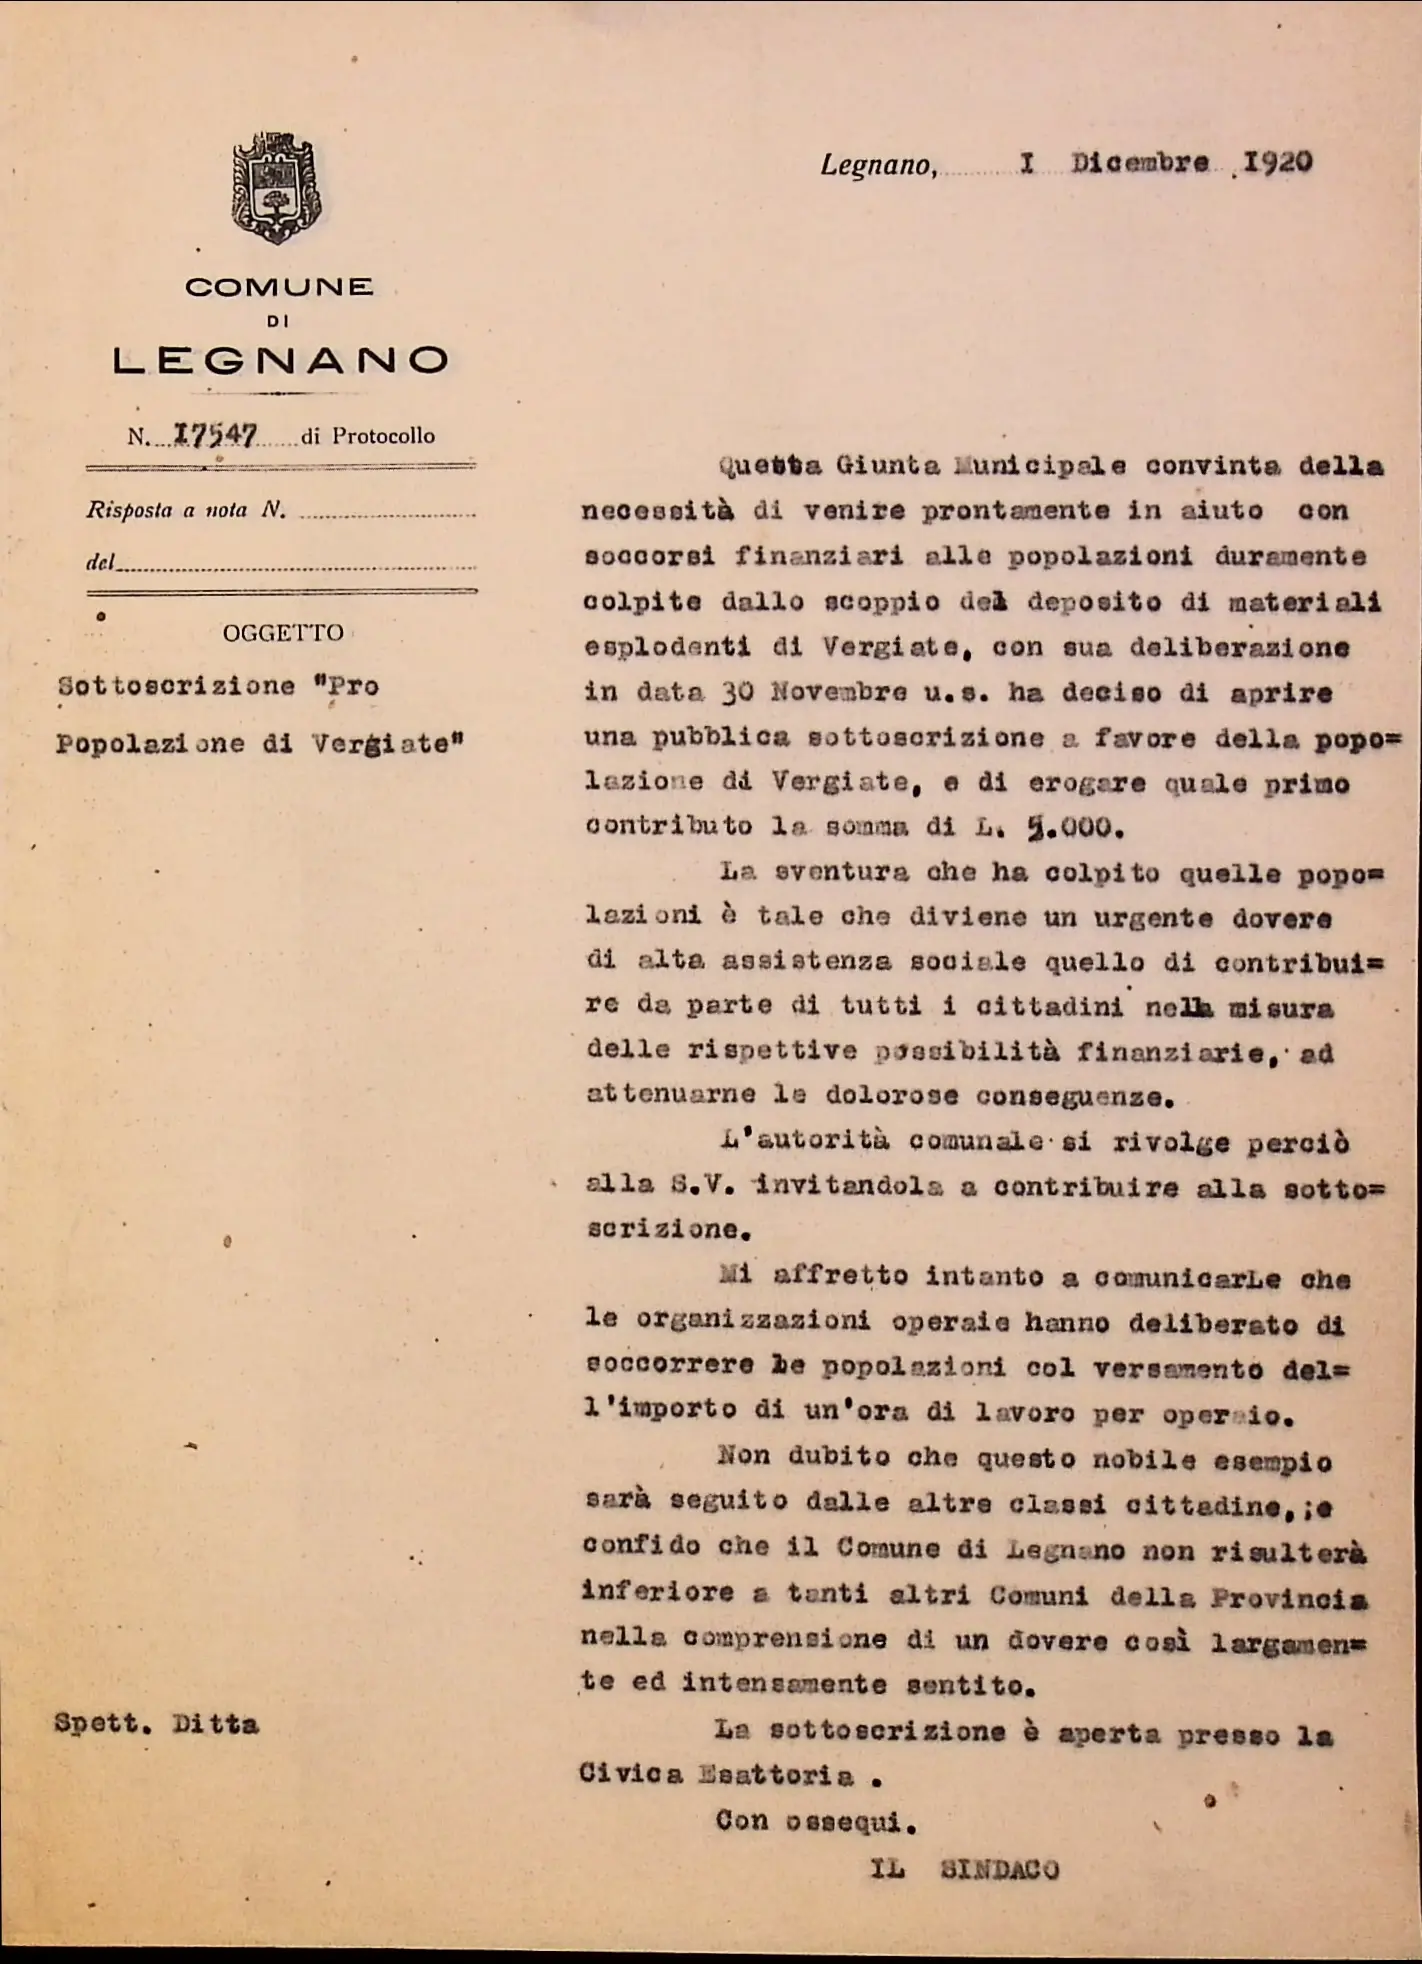 Legnano, I Dicembre 1920
COMUNE
DI
LEGNANO
N. I7547 di Protocollo
Risposta a nota N.
del
OGGETTO
Sottoscrizione "Pro
Popolazione di Vergiate"
Questa Giunta Municipale convinta della
necessità di venire prontamente in aiuto con
soccorsi finanziari alle popolazioni duramente
colpite dallo scoppio del deposito di materiali
esplodenti di Vergiate, con sua deliberazione
in data 30 Novembre u.s. ha deciso di aprire
una pubblica sottoscrizione a favore della popo=
lazione di Vergiate, e di erogare quale primo
contributo la somma di L. 5.000.
La sventura che ha colpito quelle popo=
lazioni è tale che diviene un urgente dovere
di alta assistenza sociale quello di contribui=
re da parte di tutti i cittadini nella misura
delle rispettive possibilità finanziarie, ad
attenuarne le dolorose conseguenze.
L'autorità comunale si rivolge perciò
alla S.V. invitandola a contribuire alla sotto=
scrizione.
Mi affretto intanto a comunicarLe che
le organizzazioni operaie hanno deliberato di
soccorrere le popolazioni col versamento del=
l'importo di un'ora di lavoro per operaio.
Non dubito che questo nobile esempio
sarà seguito dalle altre classi cittadine,;e
confido che il Comune di Legnano non risulterà
inferiore a tanti altri Comuni della Provincia
nella comprensione di un dovere così largamen=
te ed intensamente sentito.
La sottoscrizione è aperta presso la
Civica Esattoria .
Con ossequi.
IL SINDACO
Spett. Ditta